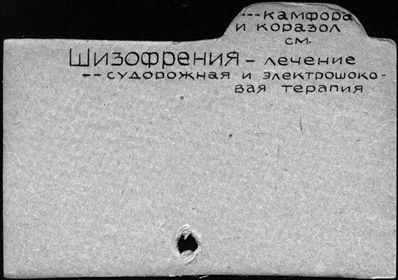 ---камфора
и коразол
см.
Шизофрения – лечение
-- судорожная и электрошоко-
вая терапия